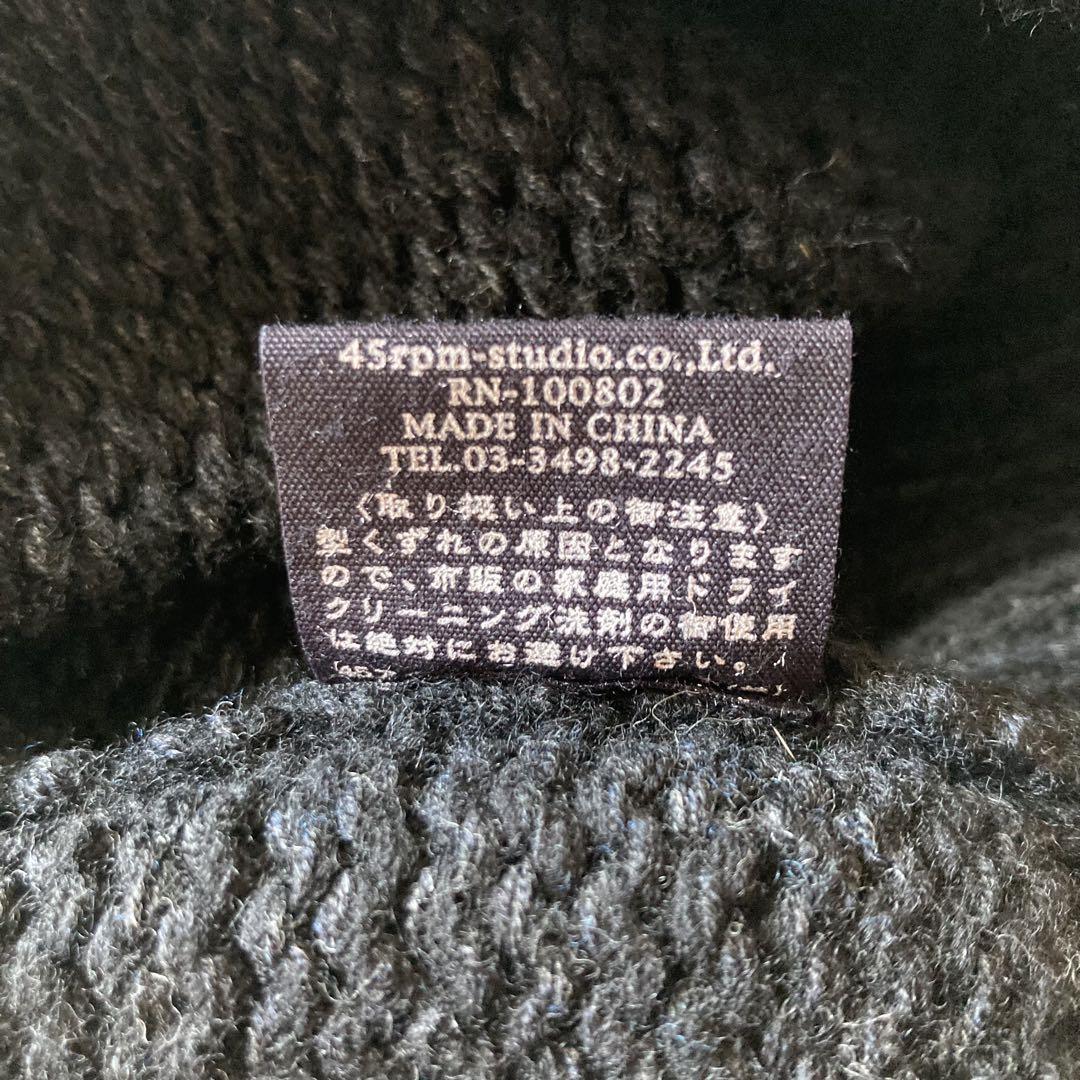 45rpm-studio.co.,Ltd.
RN-100802
MADE IN CHINA
TEL.03-3498-2245
〈取り扱い上の御注意〉
型くずれの原因となります
ので、市販の家庭用ドライ
クリーニング洗剤の御使用
は絶対にお避け下さい。